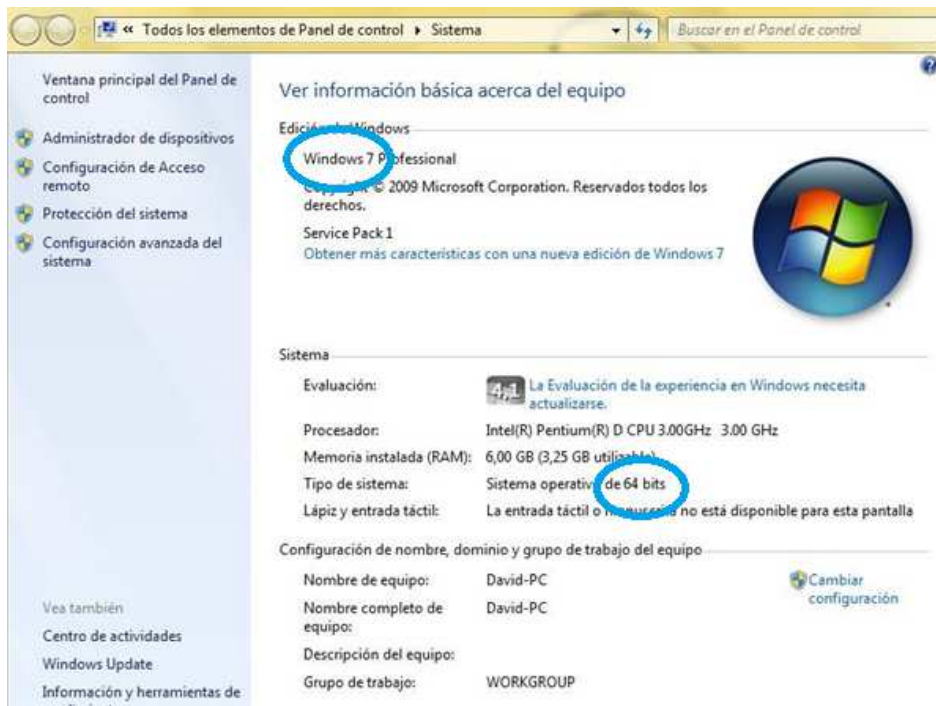 « Todos los elementos de Panel de control ▸ Sistema
Buscar en el Panel de control
Ventana principal del Panel de
control
Administrador de dispositivos
Configuración de Acceso
remoto
Protección del sistema
Configuración avanzada del
sistema
Vea también
Centro de actividades
Windows Update
Información y herramientas de
Ver información básica acerca del equipo
Edición de Windows
Windows 7 Professional
Copyright © 2009 Microsoft Corporation. Reservados todos los
derechos.
Service Pack 1
Obtener más características con una nueva edición de Windows 7
Sistema
Evaluación:
4,1 La Evaluación de la experiencia en Windows necesita
actualizarse.
Procesador: Intel(R) Pentium(R) D CPU 3.00GHz 3.00 GHz
Memoria instalada (RAM): 6,00 GB (3,25 GB utilizable)
Tipo de sistema: Sistema operativo de 64 bits
Lápiz y entrada táctil: La entrada táctil o manuscrita no está disponible para esta pantalla
Configuración de nombre, dominio y grupo de trabajo del equipo
Nombre de equipo: David-PC
Cambiar
configuración
Nombre completo de
equipo:
David-PC
Descripción del equipo:
Grupo de trabajo: WORKGROUP